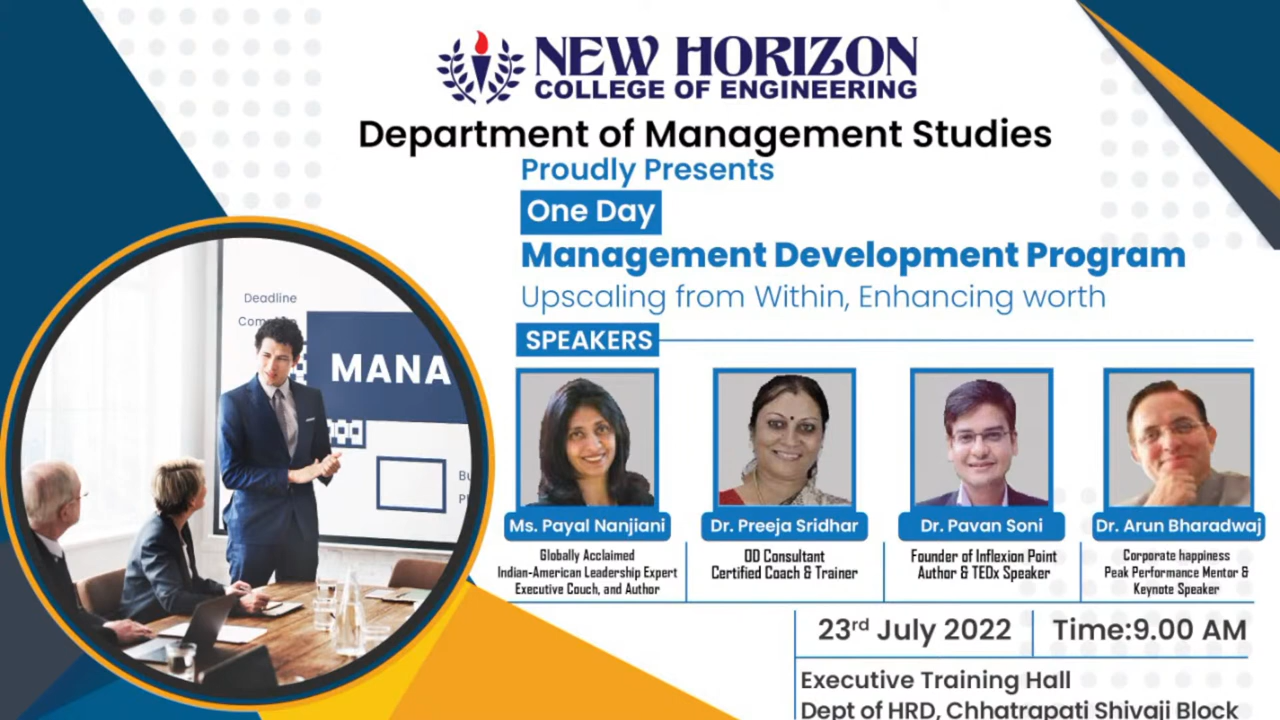 NEW HORIZON
COLLEGE OF ENGINEERING
Department of Management Studies
Proudly Presents
One Day
Management Development Program
Upscaling from Within, Enhancing worth
Deadline
MANA
SPEAKERS
Ms. Payal Nanjiani
Globally Acclaimed
Indian-American Leadership Expert
Executive Couch, and Author
Dr. Preeja Sridhar
OD Consultant
Certified Coach & Trainer
Dr. Pavan Soni
Founder of Inflexion Point
Author & TEDx Speaker
Dr. Arun Bharadwaj
Corporate happiness
Peak Performance Mentor &
Keynote Speaker
23rd July 2022
Time:9.00 AM
Executive Training Hall
Dept of HRD, Chhatrapati Shivaji Block